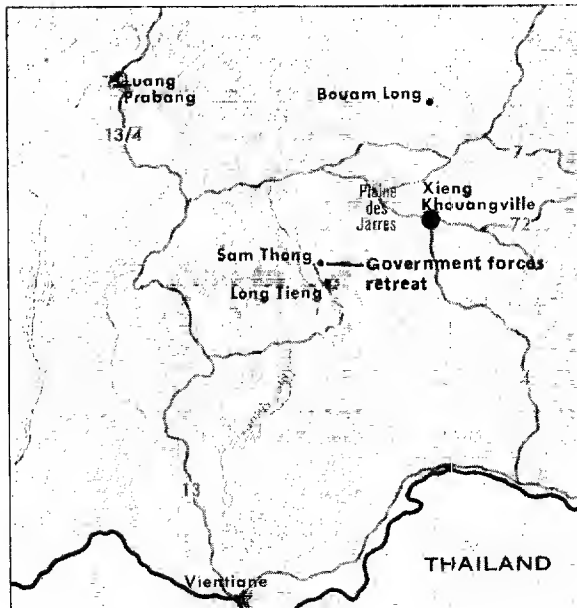 Luang
Prabang
Bouam Long
13/4
7
Plaine
des
Jarres
Xieng
Khouangville
72
Sam Thong
Government forces
retreat
Long Tieng
4
13
THAILAND
Vientiane